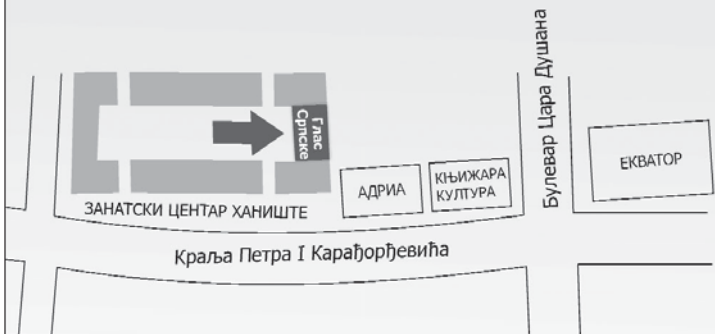 Булевар Цара Душана
Глас
Српске
ЕКВАТОР
АДРИА
КЊИЖАРА
КУЛТУРА
ЗАНАТСКИ ЦЕНТАР ХАНИШТЕ
Краља Петра I Карађорђевића